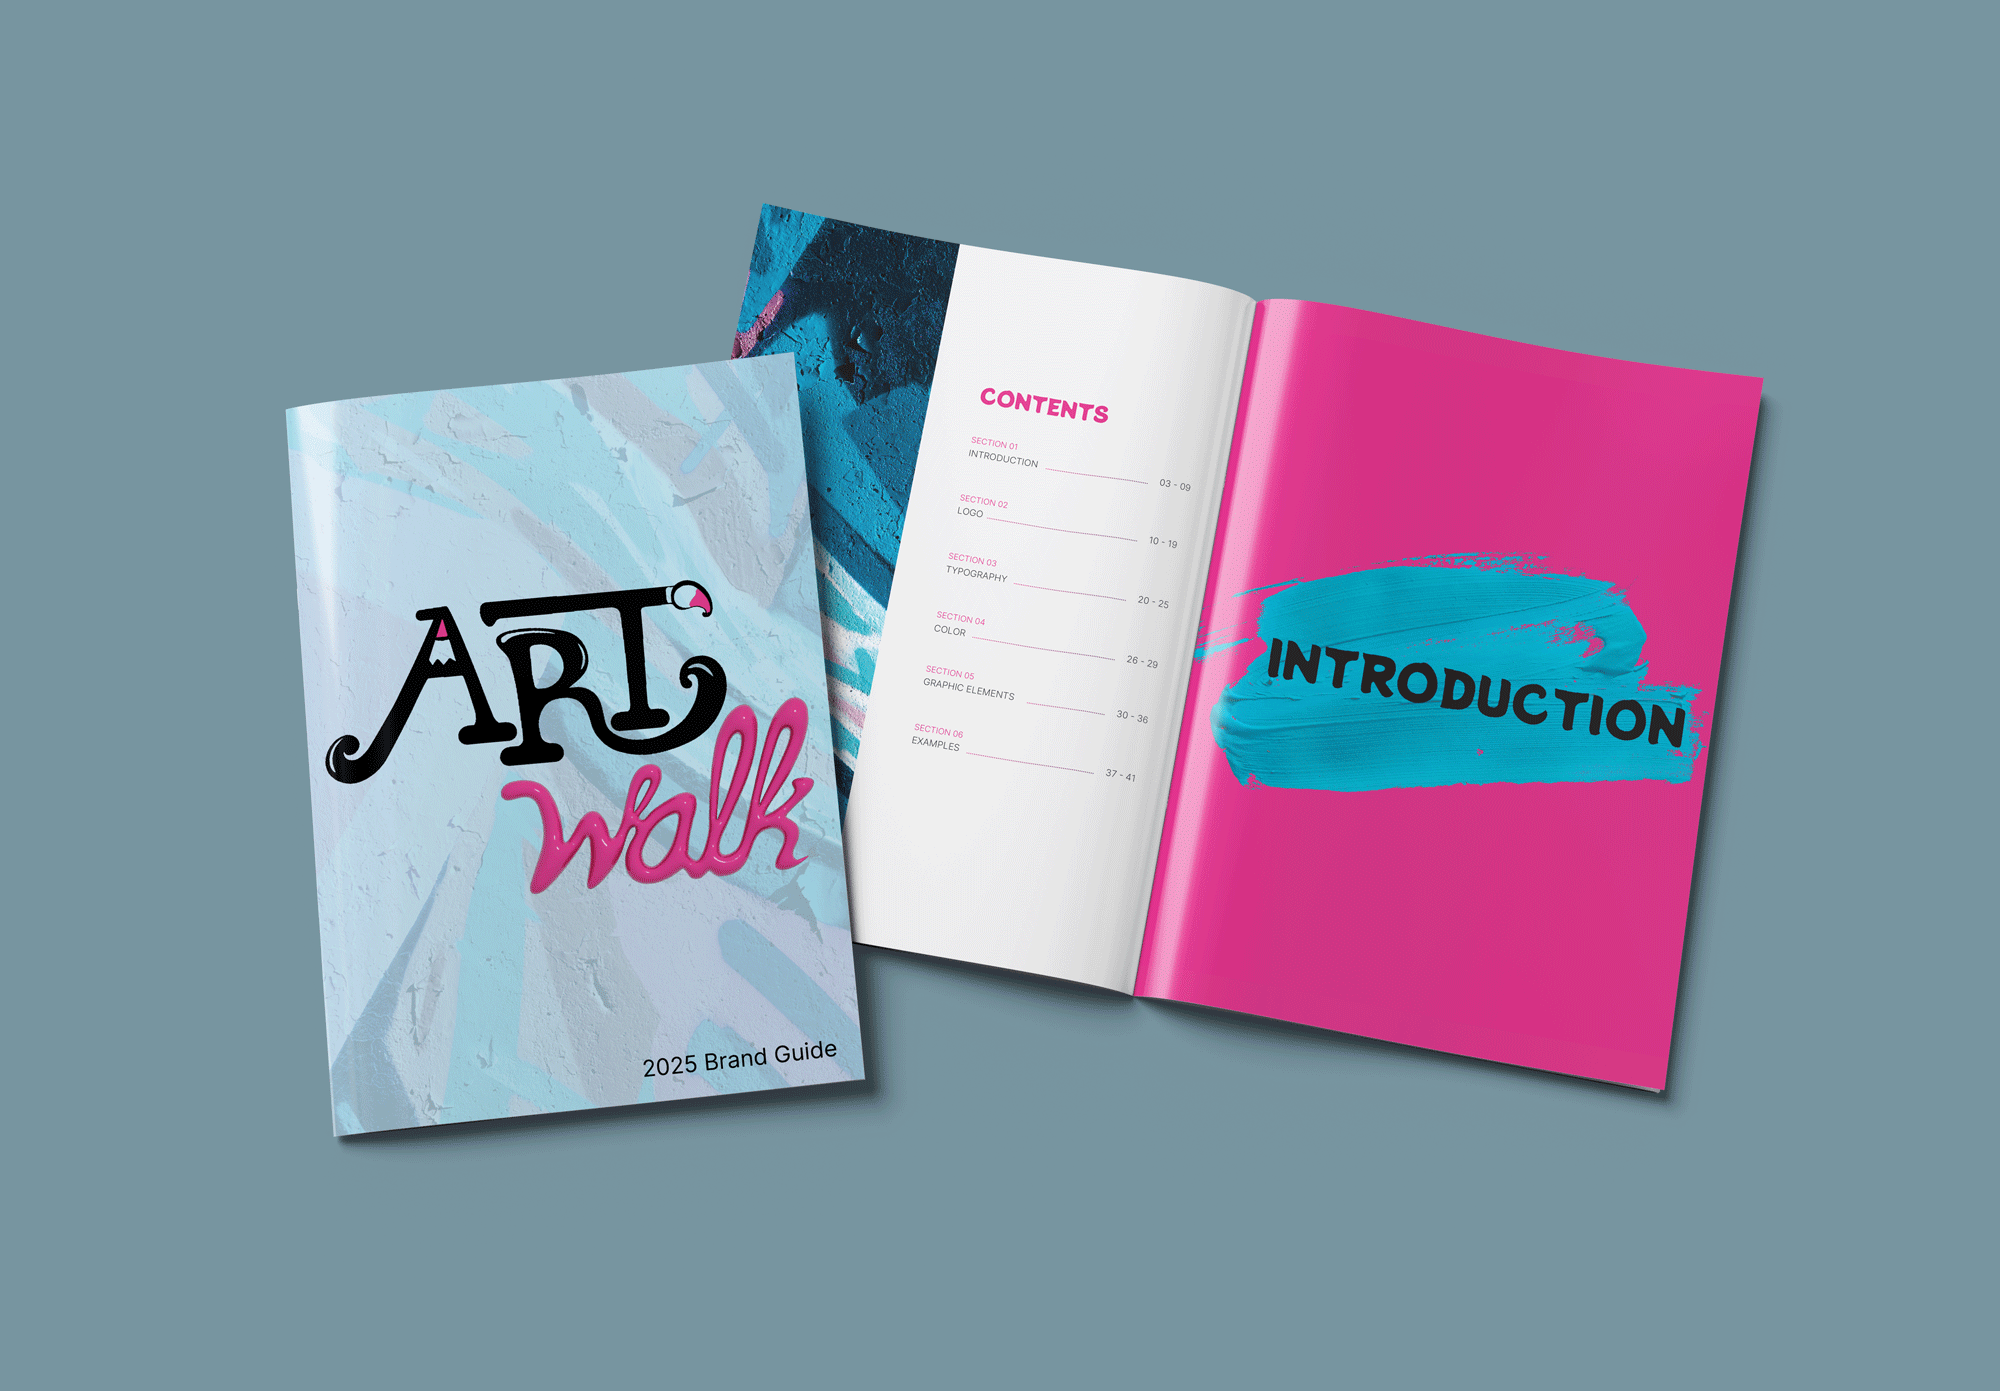 ART
walk
2025 Brand Guide
CONTENTS
SECTION 01
INTRODUCTION 03 - 09
SECTION 02
LOGO 10 - 19
SECTION 03
TYPOGRAPHY 20 - 25
SECTION 04
COLOR 26 - 29
SECTION 05
GRAPHIC ELEMENTS 30 - 36
SECTION 06
EXAMPLES 37 - 41
INTRODUCTION